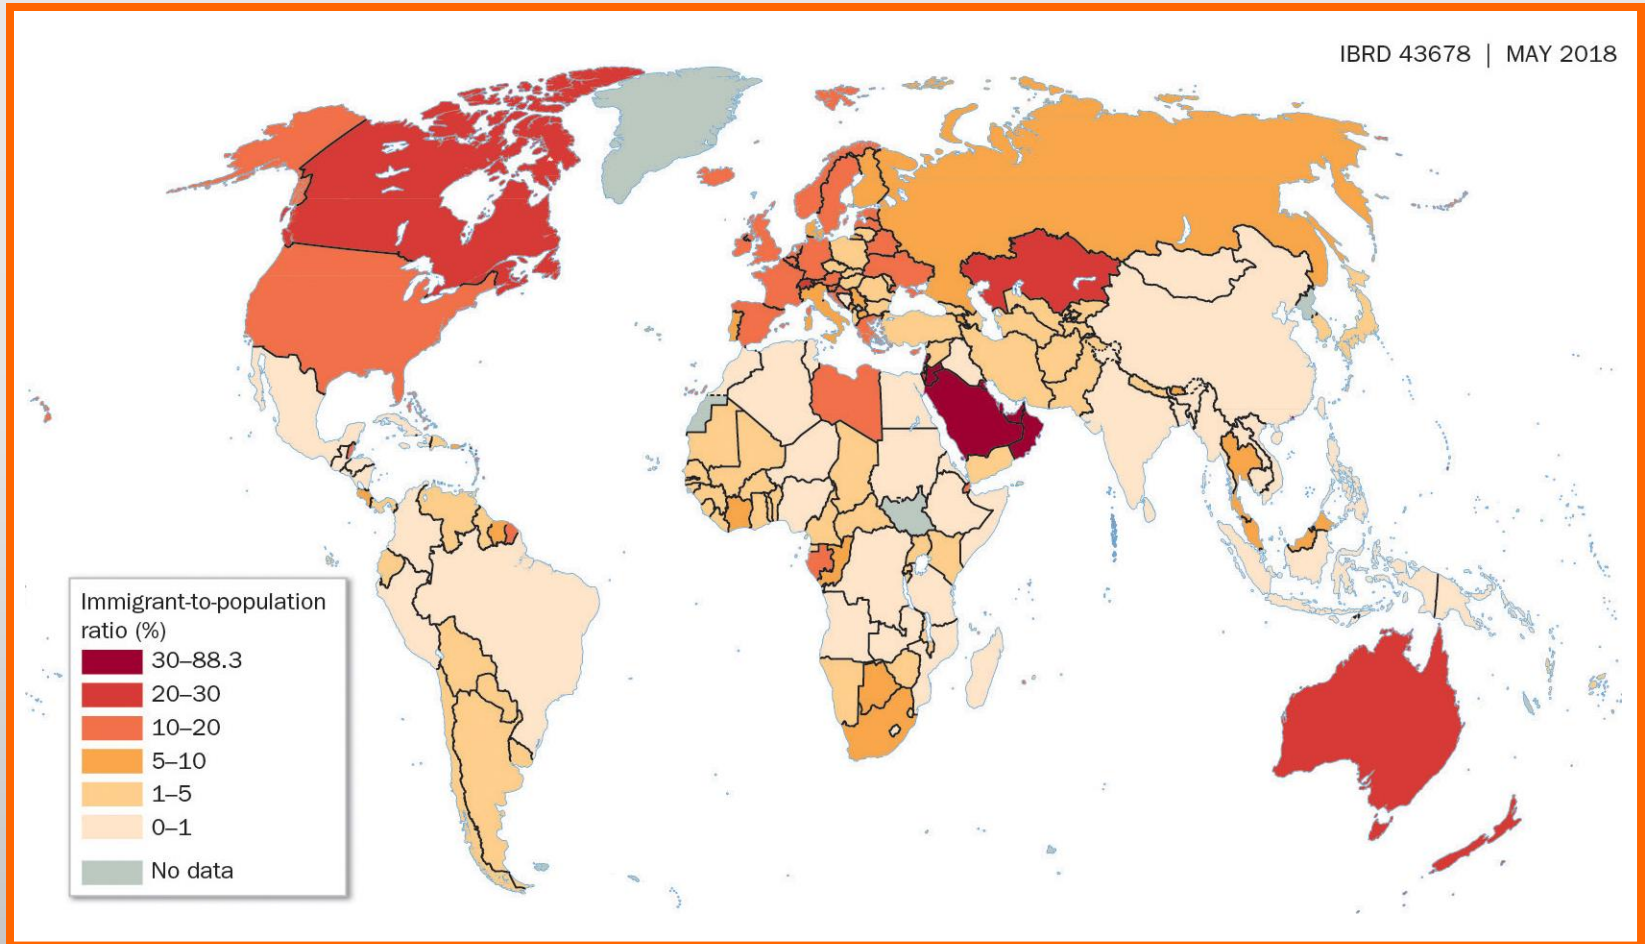 IBRD 43678 | MAY 2018
Immigrant-to-population
ratio (%)
30–88.3
20–30
10–20
5–10
1–5
0–1
No data